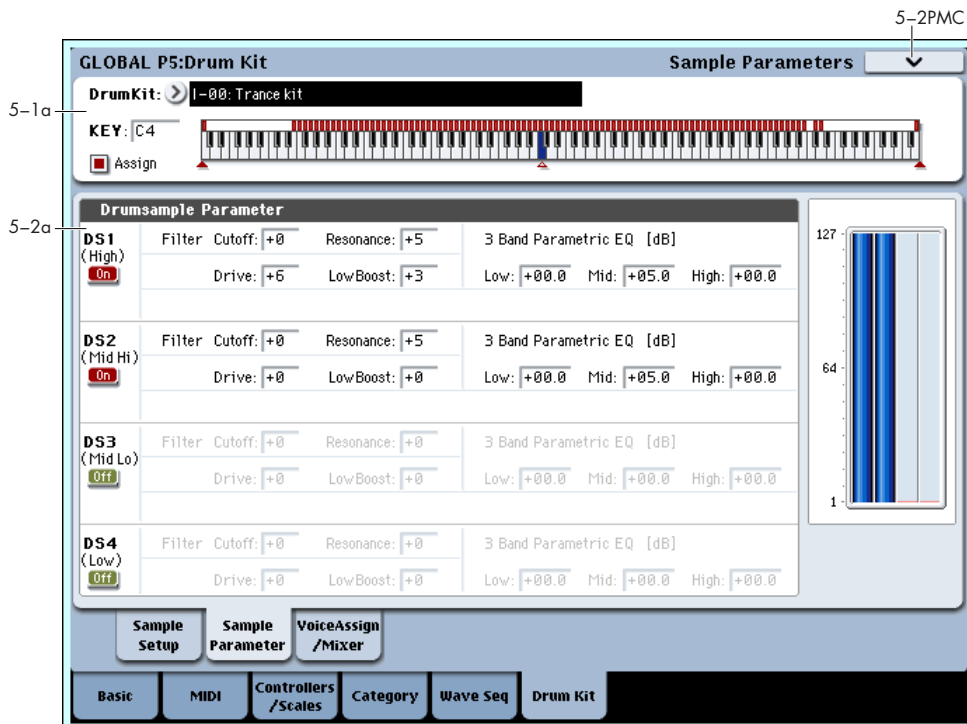 5–2PMC
GLOBAL P5:Drum Kit
Sample Parameters
5–1a
DrumKit: I–00: Trance kit
KEY: C4
Assign
5–2a
Drumsample Parameter
DS1
(High)
On
Filter Cutoff: +0 Resonance: +5 3 Band Parametric EQ [dB]
Drive: +6 LowBoost: +3 Low: +00.0 Mid: +05.0 High: +00.0
DS2
(Mid Hi)
On
Filter Cutoff: +0 Resonance: +5 3 Band Parametric EQ [dB]
Drive: +0 LowBoost: +0 Low: +00.0 Mid: +05.0 High: +00.0
DS3
(Mid Lo)
Off
Filter Cutoff: +0 Resonance: +0 3 Band Parametric EQ [dB]
Drive: +0 LowBoost: +0 Low: +00.0 Mid: +00.0 High: +00.0
DS4
(Low)
Off
Filter Cutoff: +0 Resonance: +0 3 Band Parametric EQ [dB]
Drive: +0 LowBoost: +0 Low: +00.0 Mid: +00.0 High: +00.0
127
64
1
Sample
Setup
Sample
Parameter
VoiceAssign
/Mixer
Basic
MIDI
Controllers
/Scales
Category
Wave Seq
Drum Kit